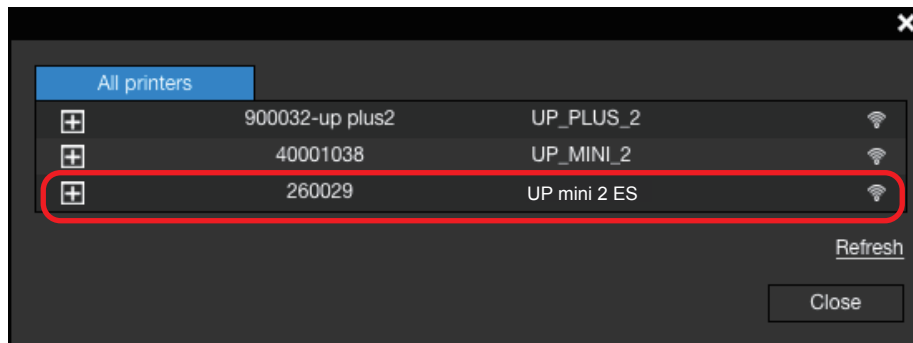 All printers
900032-up plus2 UP_PLUS_2
40001038 UP_MINI_2
260029 UP mini 2 ES
Refresh
Close